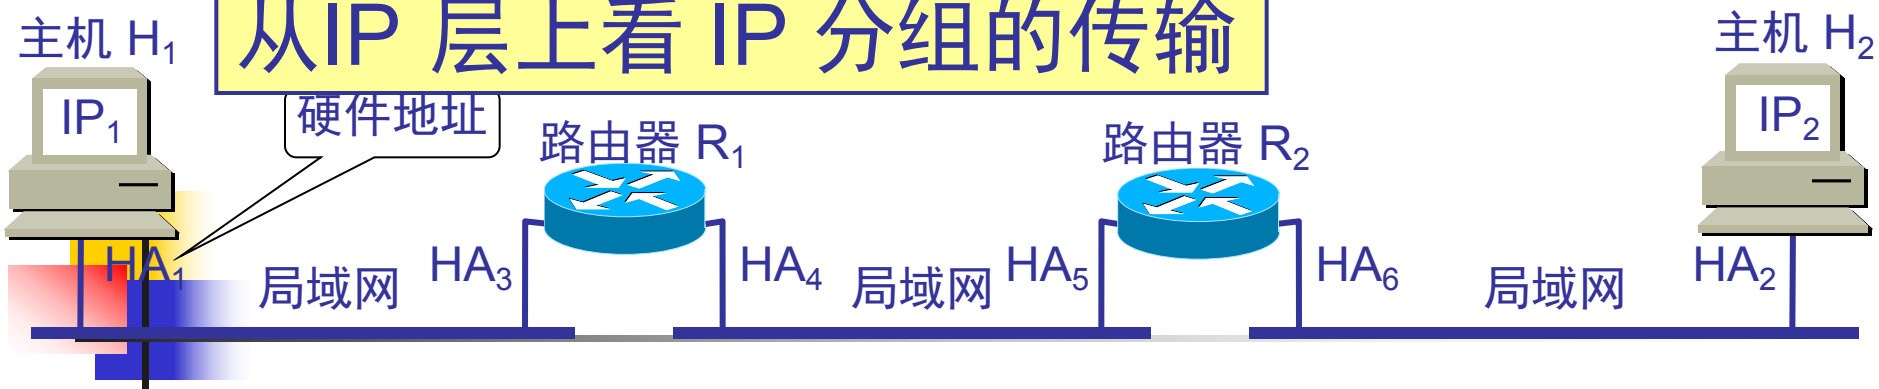 从IP 层上看 IP 分组的传输
主机 H₁
主机 H₂
IP₁
硬件地址
路由器 R₁
路由器 R₂
IP₂
HA₁
局域网
HA₃
HA₄
局域网
HA₅
HA₆
局域网
HA₂